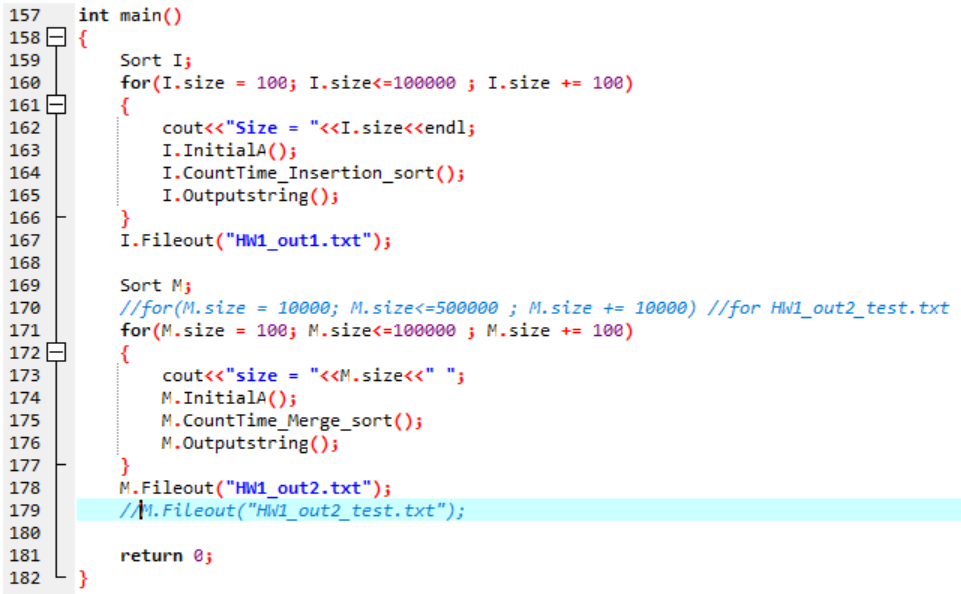 157 int main()
158 {
159 Sort I;
160 for(I.size = 100; I.size<=100000 ; I.size += 100)
161 {
162 cout<<"Size = "<<I.size<<endl;
163 I.InitialA();
164 I.CountTime_Insertion_sort();
165 I.Outputstring();
166 }
167 I.Fileout("HW1_out1.txt");
168
169 Sort M;
170 //for(M.size = 10000; M.size<=500000 ; M.size += 10000) //for HW1_out2_test.txt
171 for(M.size = 100; M.size<=100000 ; M.size += 100)
172 {
173 cout<<"size = "<<M.size<<" ";
174 M.InitialA();
175 M.CountTime_Merge_sort();
176 M.Outputstring();
177 }
178 M.Fileout("HW1_out2.txt");
179 //M.Fileout("HW1_out2_test.txt");
180
181 return 0;
182 }